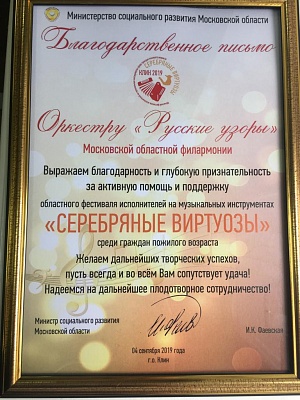 Министерство социального развития Московской области
Благодарственное письмо
СЕРЕБРЯНЫЕ ВИРТУОЗЫ
КЛИН 2019
Оркестру «Русские узоры»
Московской областной филармонии
Выражаем благодарность и глубокую признательность
за активную помощь и поддержку
областного фестиваля исполнителей на музыкальных инструментах
«СЕРЕБРЯНЫЕ ВИРТУОЗЫ»
среди граждан пожилого возраста
Желаем дальнейших творческих успехов,
пусть всегда и во всём Вам сопутствует удача!
Надеемся на дальнейшее плодотворное сотрудничество!
Министр социального развития
Московской области
И.К. Фаевская
04 сентября 2019 года
г.о. Клин